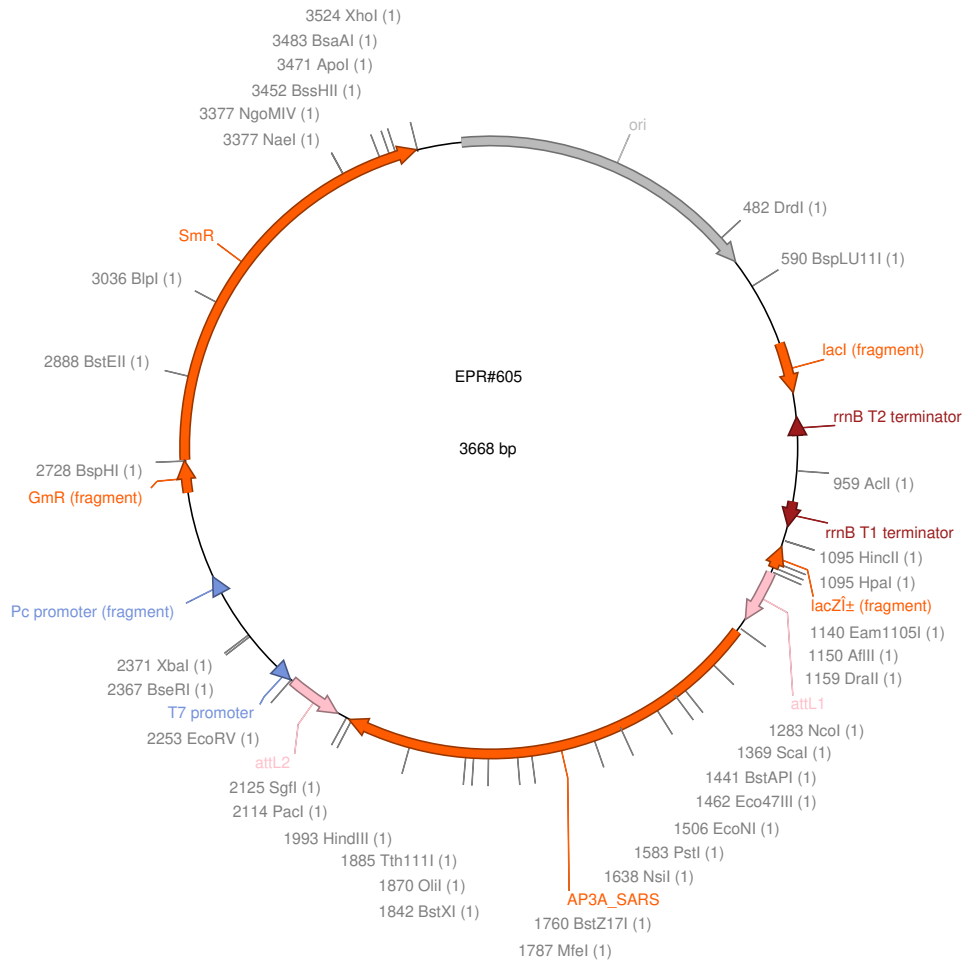 3524 XhoI (1)
3483 BsaAI (1)
3471 ApoI (1)
3452 BssHII (1)
3377 NgoMIV (1)
3377 NaeI (1)
ori
482 DrdI (1)
SmR
590 BspLU11I (1)
3036 BlpI (1)
lacI (fragment)
2888 BstEII (1)
EPR#605
rrnB T2 terminator
3668 bp
2728 BspHI (1)
959 AclI (1)
GmR (fragment)
rrnB T1 terminator
1095 HincII (1)
1095 HpaI (1)
lacZÎ± (fragment)
Pc promoter (fragment)
1140 Eam1105I (1)
1150 AflII (1)
2371 XbaI (1)
1159 DraII (1)
2367 BseRI (1)
attL1
T7 promoter
1283 NcoI (1)
2253 EcoRV (1)
1369 ScaI (1)
attL2
1441 BstAPI (1)
2125 SgfI (1)
1462 Eco47III (1)
2114 PacI (1)
1506 EcoNI (1)
1993 HindIII (1)
1583 PstI (1)
1885 Tth111I (1)
1638 NsiI (1)
1870 OliI (1)
AP3A_SARS
1842 BstXI (1)
1760 BstZ17I (1)
1787 MfeI (1)